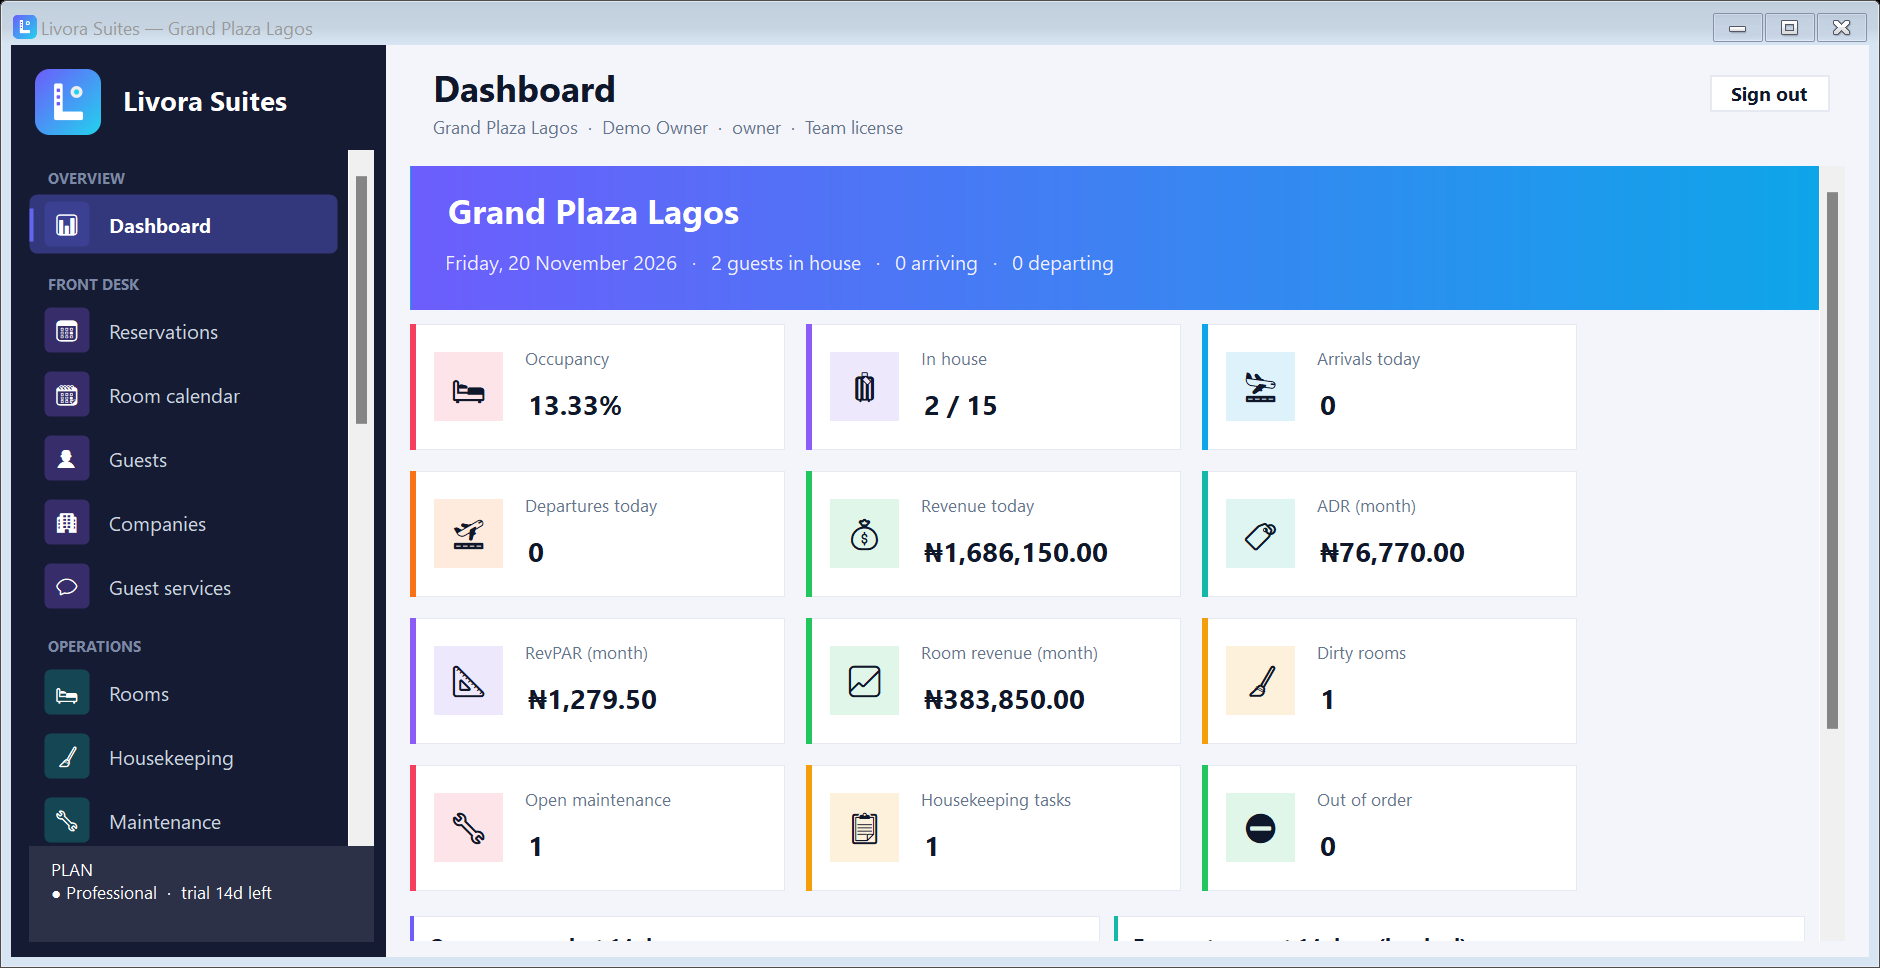 Livora Suites — Grand Plaza Lagos
Livora Suites
OVERVIEW
Dashboard
FRONT DESK
Reservations
Room calendar
Guests
Companies
Guest services
OPERATIONS
Rooms
Housekeeping
Maintenance
PLAN
● Professional · trial 14d left
Dashboard
Grand Plaza Lagos · Demo Owner · owner · Team license
Sign out
Grand Plaza Lagos
Friday, 20 November 2026 · 2 guests in house · 0 arriving · 0 departing
Occupancy
13.33%
In house
2 / 15
Arrivals today
0
Departures today
0
Revenue today
₦1,686,150.00
ADR (month)
₦76,770.00
RevPAR (month)
₦1,279.50
Room revenue (month)
₦383,850.00
Dirty rooms
1
Open maintenance
1
Housekeeping tasks
1
Out of order
0